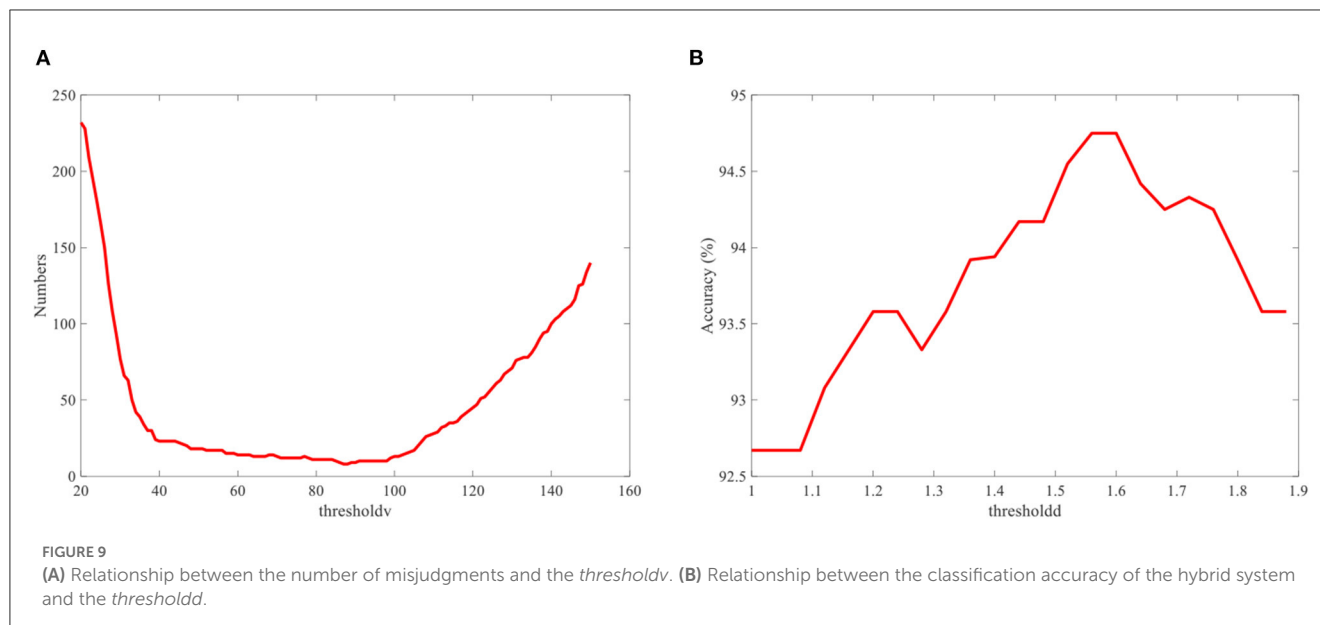 A
B
250
200
150
100
50
0
Numbers
20 40 60 80 100 120 140 160
thresholdv
95
94.5
94
93.5
93
92.5
Accuracy (%)
1 1.1 1.2 1.3 1.4 1.5 1.6 1.7 1.8 1.9
thresholdd
FIGURE 9
(A) Relationship between the number of misjudgments and the thresholdv. (B) Relationship between the classification accuracy of the hybrid system
and the thresholdd.